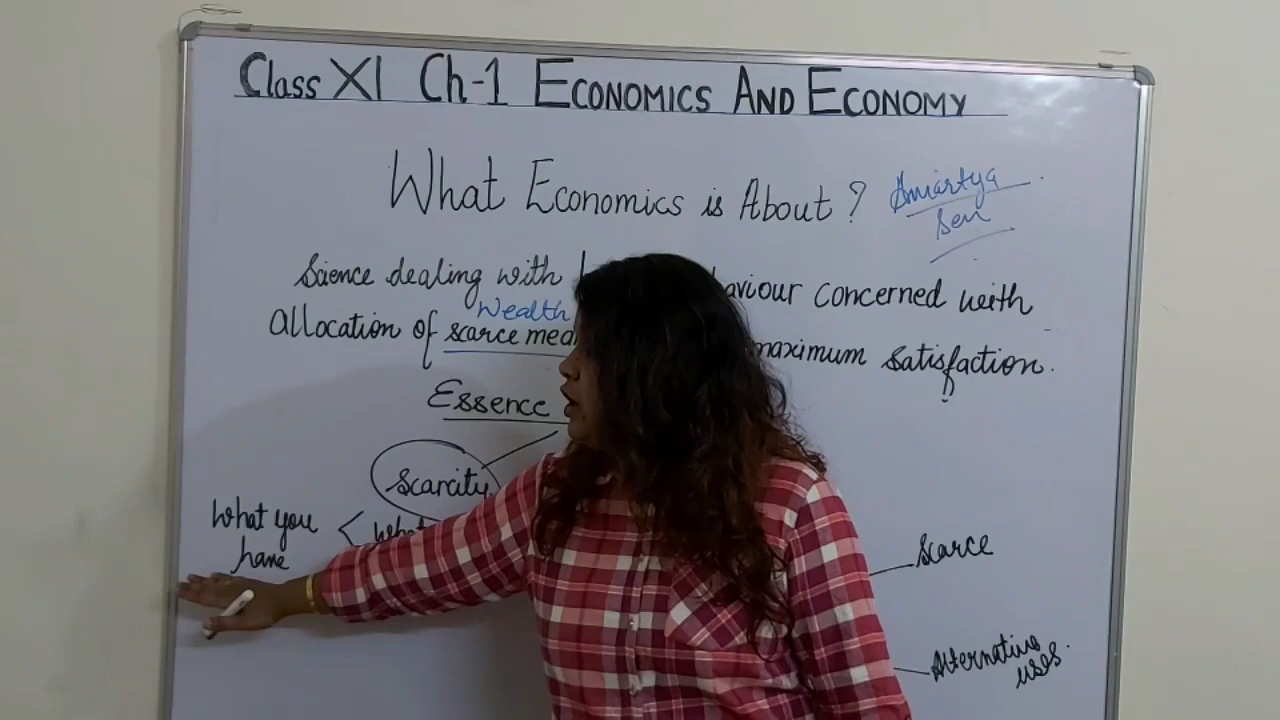 Class XI Ch-1 ECONOMICS AND ECONOMY
What Economics is About?
Amartya
Sen
Science dealing with aviour concerned with
Wealth
allocation of scarce maximum satisfaction.
Essence
Scarcity
What you <
have
Scarce
Alternative
uses.